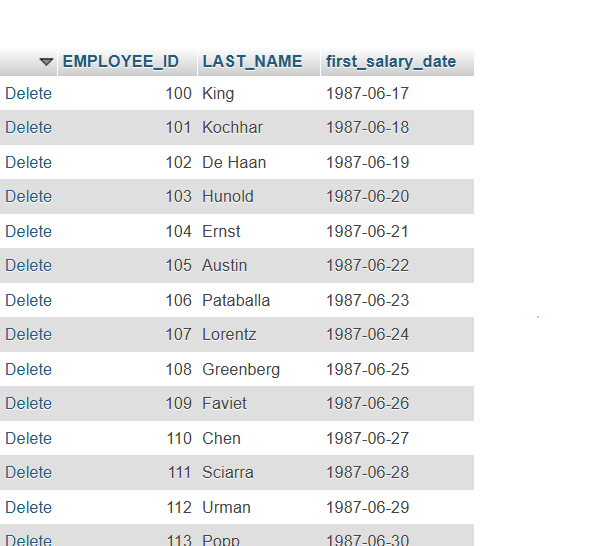 EMPLOYEE_ID LAST_NAME first_salary_date
Delete 100 King 1987-06-17
Delete 101 Kochhar 1987-06-18
Delete 102 De Haan 1987-06-19
Delete 103 Hunold 1987-06-20
Delete 104 Ernst 1987-06-21
Delete 105 Austin 1987-06-22
Delete 106 Pataballa 1987-06-23
Delete 107 Lorentz 1987-06-24
Delete 108 Greenberg 1987-06-25
Delete 109 Faviet 1987-06-26
Delete 110 Chen 1987-06-27
Delete 111 Sciarra 1987-06-28
Delete 112 Urman 1987-06-29
Delete 113 Popp 1987-06-30